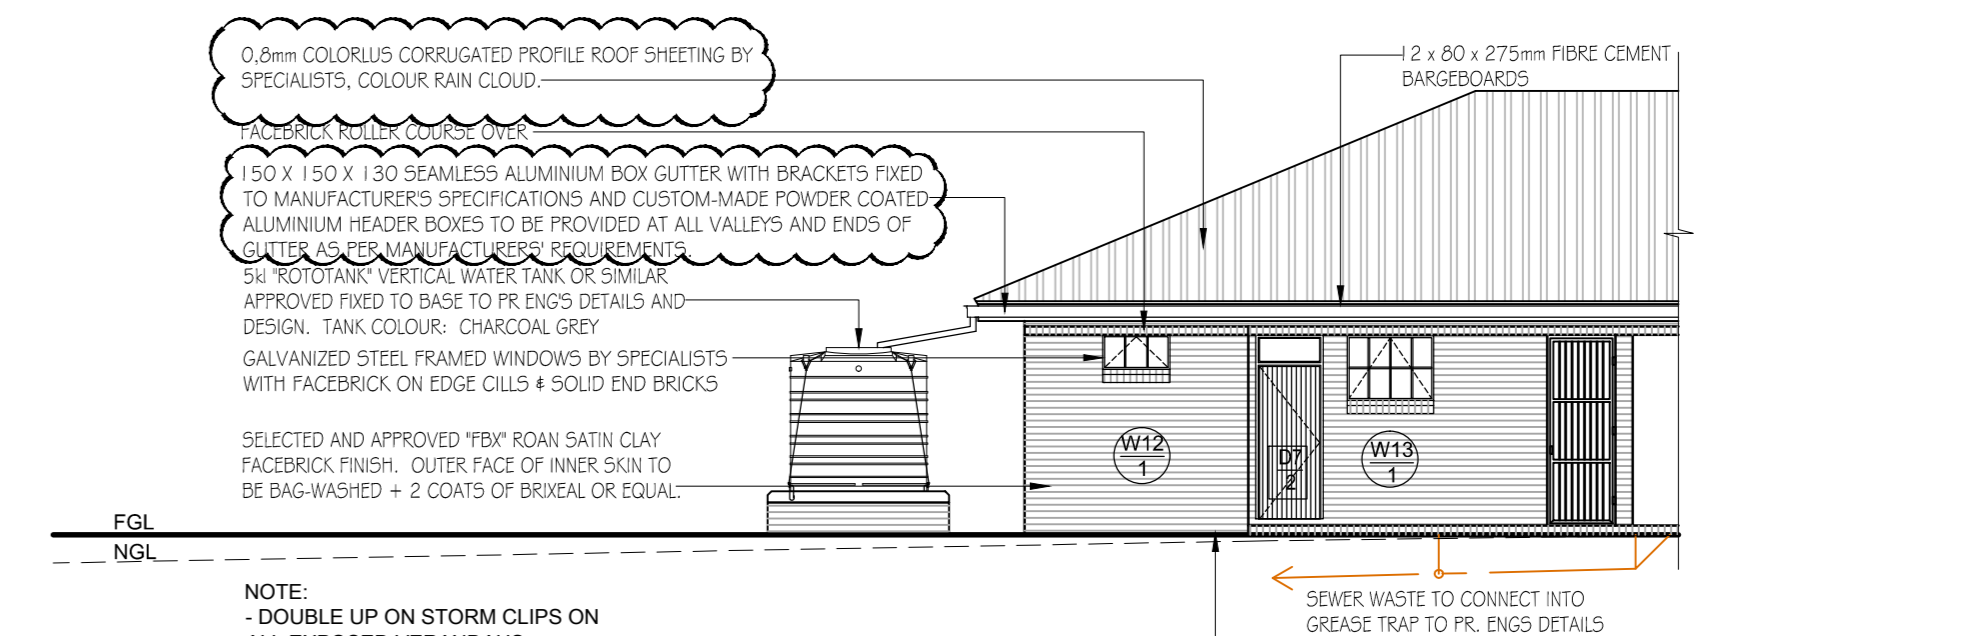 0,8mm COLORLUS CORRUGATED PROFILE ROOF SHEETING BY
SPECIALISTS, COLOUR RAIN CLOUD.
FACEBRICK ROLLER COURSE OVER
150 X 150 X 130 SEAMLESS ALUMINIUM BOX GUTTER WITH BRACKETS FIXED
TO MANUFACTURER'S SPECIFICATIONS AND CUSTOM-MADE POWDER COATED
ALUMINIUM HEADER BOXES TO BE PROVIDED AT ALL VALLEYS AND ENDS OF
GUTTER AS PER MANUFACTURERS' REQUIREMENTS.
5kl "ROTOTANK" VERTICAL WATER TANK OR SIMILAR
APPROVED FIXED TO BASE TO PR ENG'S DETAILS AND
DESIGN. TANK COLOUR: CHARCOAL GREY
GALVANIZED STEEL FRAMED WINDOWS BY SPECIALISTS
WITH FACEBRICK ON EDGE CILLS & SOLID END BRICKS
SELECTED AND APPROVED "FBX" ROAN SATIN CLAY
FACEBRICK FINISH. OUTER FACE OF INNER SKIN TO
BE BAG-WASHED + 2 COATS OF BRIXEAL OR EQUAL.
12 x 80 x 275mm FIBRE CEMENT
BARGEBOARDS
W12
1
D7
2
W13
1
FGL
NGL
NOTE:
- DOUBLE UP ON STORM CLIPS ON
SEWER WASTE TO CONNECT INTO
GREASE TRAP TO PR. ENGS DETAILS